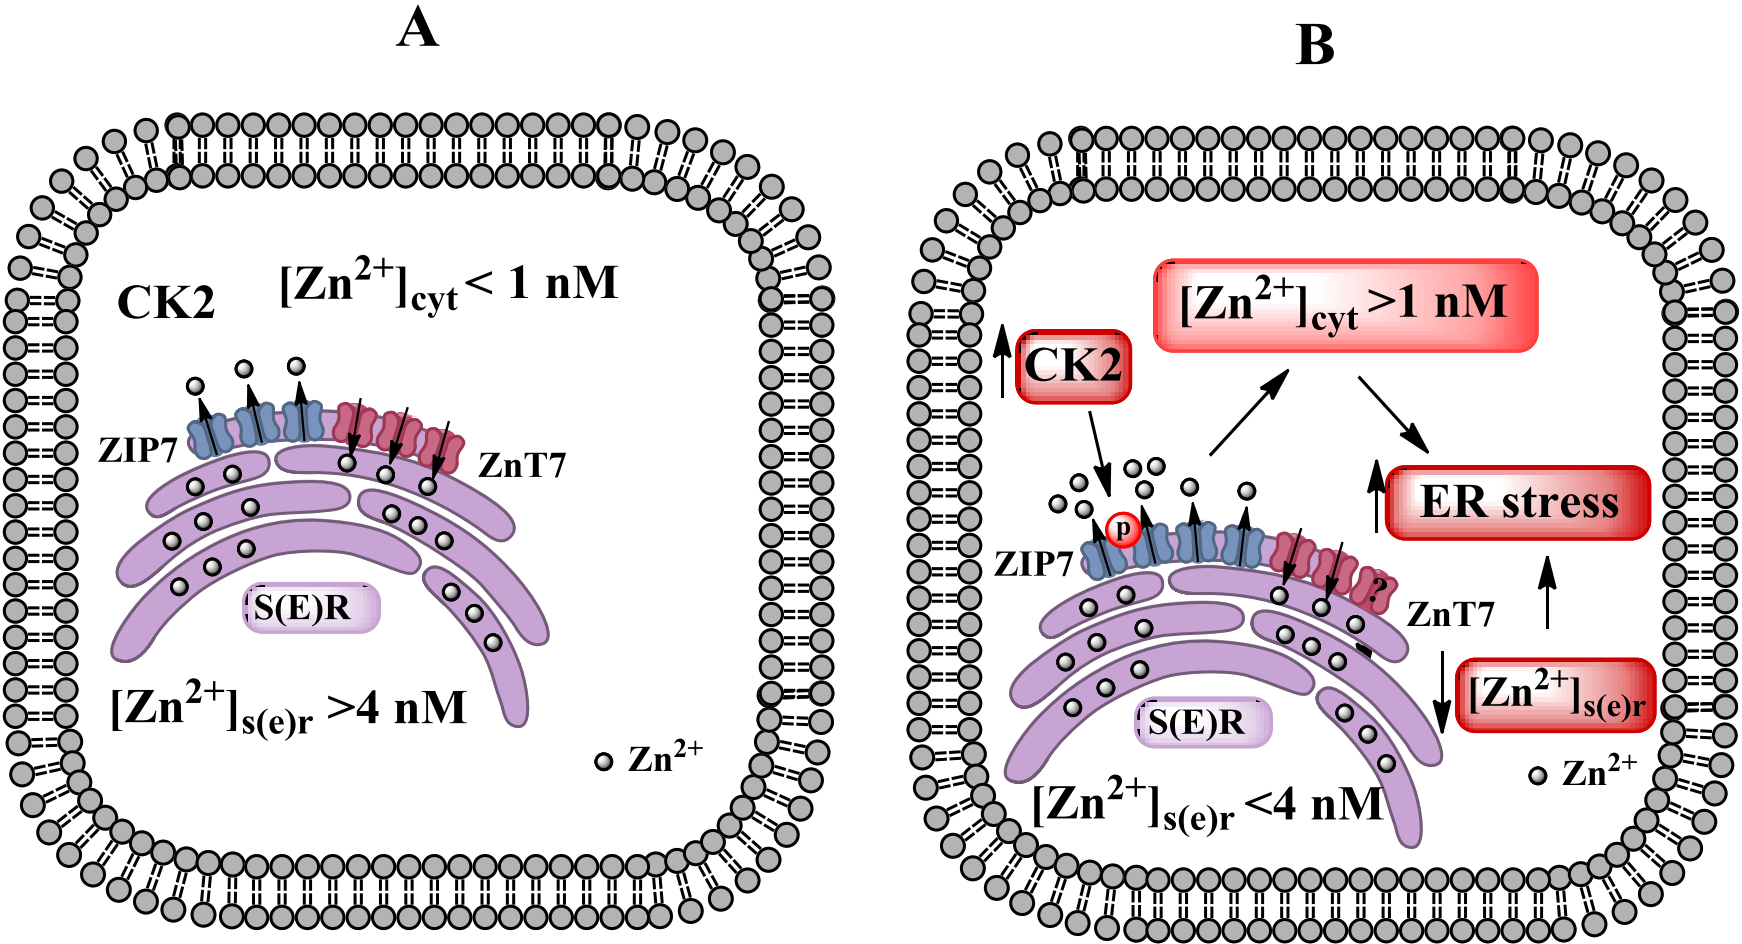 A
[Zn²⁺]cyt < 1 nM
CK2
ZIP7
ZnT7
S(E)R
[Zn²⁺]s(e)r >4 nM
Zn²⁺
B
[Zn²⁺]cyt >1 nM
CK2
ER stress
p
ZIP7
?
ZnT7
[Zn²⁺]s(e)r
S(E)R
Zn²⁺
[Zn²⁺]s(e)r <4 nM